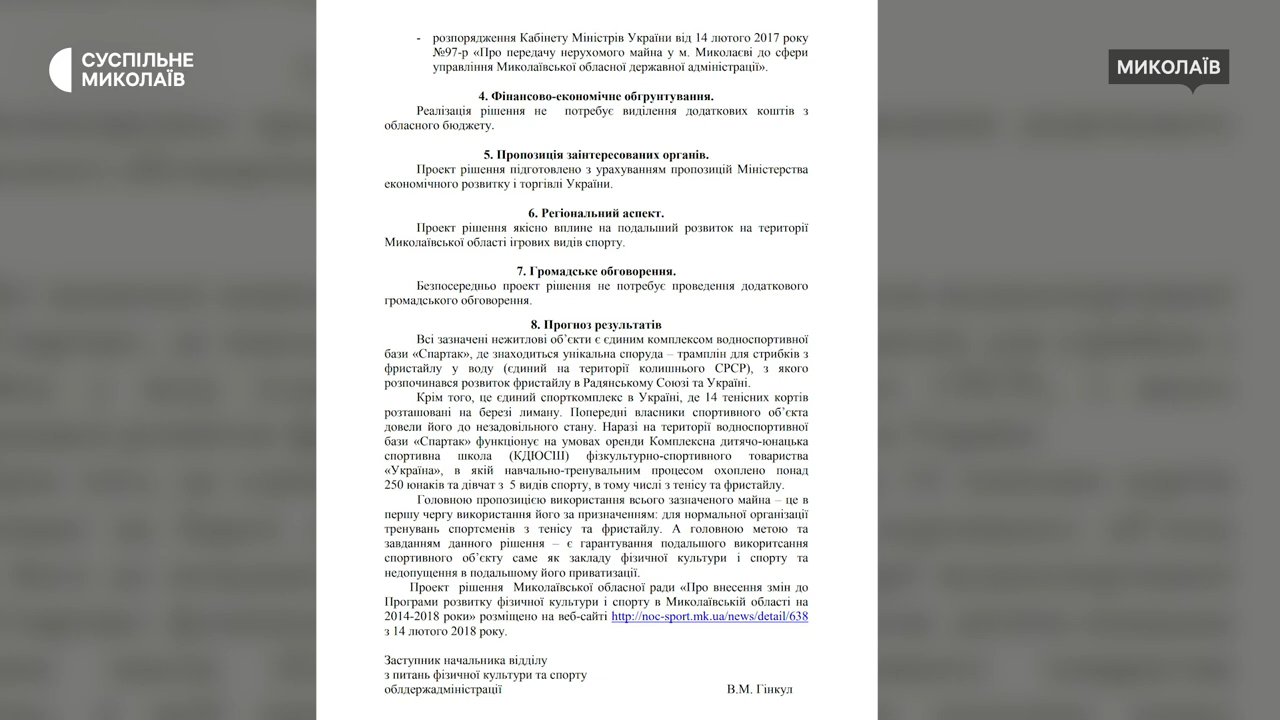 СУСПІЛЬНЕ
МИКОЛАЇВ
МИКОЛАЇВ
- розпорядження Кабінету Міністрів України від 14 лютого 2017 року
№97-р «Про передачу нерухомого майна у м. Миколаєві до сфери
управління Миколаївської обласної державної адміністрації».
4. Фінансово-економічне обґрунтування.
Реалізація рішення не потребує виділення додаткових коштів з
обласного бюджету.
5. Пропозиція заінтересованих органів.
Проект рішення підготовлено з урахуванням пропозицій Міністерства
економічного розвитку і торгівлі України.
6. Регіональний аспект.
Проект рішення якісно вплине на подальший розвиток на території
Миколаївської області ігрових видів спорту.
7. Громадське обговорення.
Безпосередньо проект рішення не потребує проведення додаткового
громадського обговорення.
8. Прогноз результатів
Всі зазначені нежитлові об’єкти є єдиним комплексом водноспортивної
бази «Спартак», де знаходиться унікальна споруда – трамплін для стрибків з
фристайлу у воду (єдиний на території колишнього СРСР), з якого
розпочинався розвиток фристайлу в Радянському Союзі та Україні.
Крім того, це єдиний спорткомплекс в Україні, де 14 тенісних кортів
розташовані на березі лиману. Попередні власники спортивного об’єкта
довели його до незадовільного стану. Наразі на території водноспортивної
бази «Спартак» функціонує на умовах оренди Комплексна дитячо-юнацька
спортивна школа (КДЮСШ) фізкультурно-спортивного товариства
«Україна», в якій навчально-тренувальним процесом охоплено понад
250 юнаків та дівчат з 5 видів спорту, в тому числі з тенісу та фристайлу.
Головною пропозицією використання всього зазначеного майна – це в
першу чергу використання його за призначенням: для нормальної організації
тренувань спортсменів з тенісу та фристайлу. А головною метою та
завданням данного рішення – є гарантування подальшого викоритсання
спортивного об’єкту саме як закладу фізичної культури і спорту та
недопущення в подальшому його приватизації.
Проект рішення Миколаївської обласної ради «Про внесення змін до
Програми розвитку фізичної культури і спорту в Миколаївській області на
2014-2018 роки» розміщено на веб-сайті http://noc-sport.mk.ua/news/detail/638
з 14 лютого 2018 року.
Заступник начальника відділу
з питань фізичної культури та спорту
облдержадміністрації В.М. Гінкул